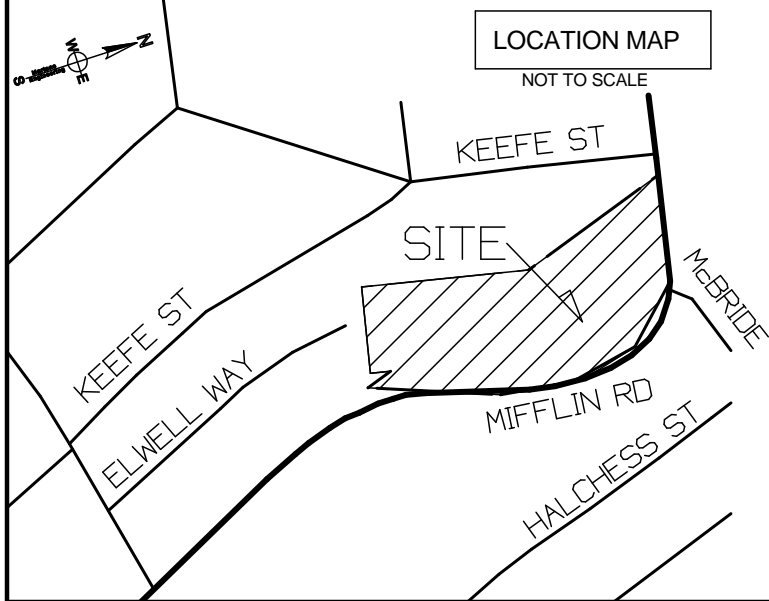 LOCATION MAP
NOT TO SCALE
N
W
E
S
KEEFE ST
SITE
McBRIDE
KEEFE ST
ELWELL WAY
MIFFLIN RD
HALCHESS ST